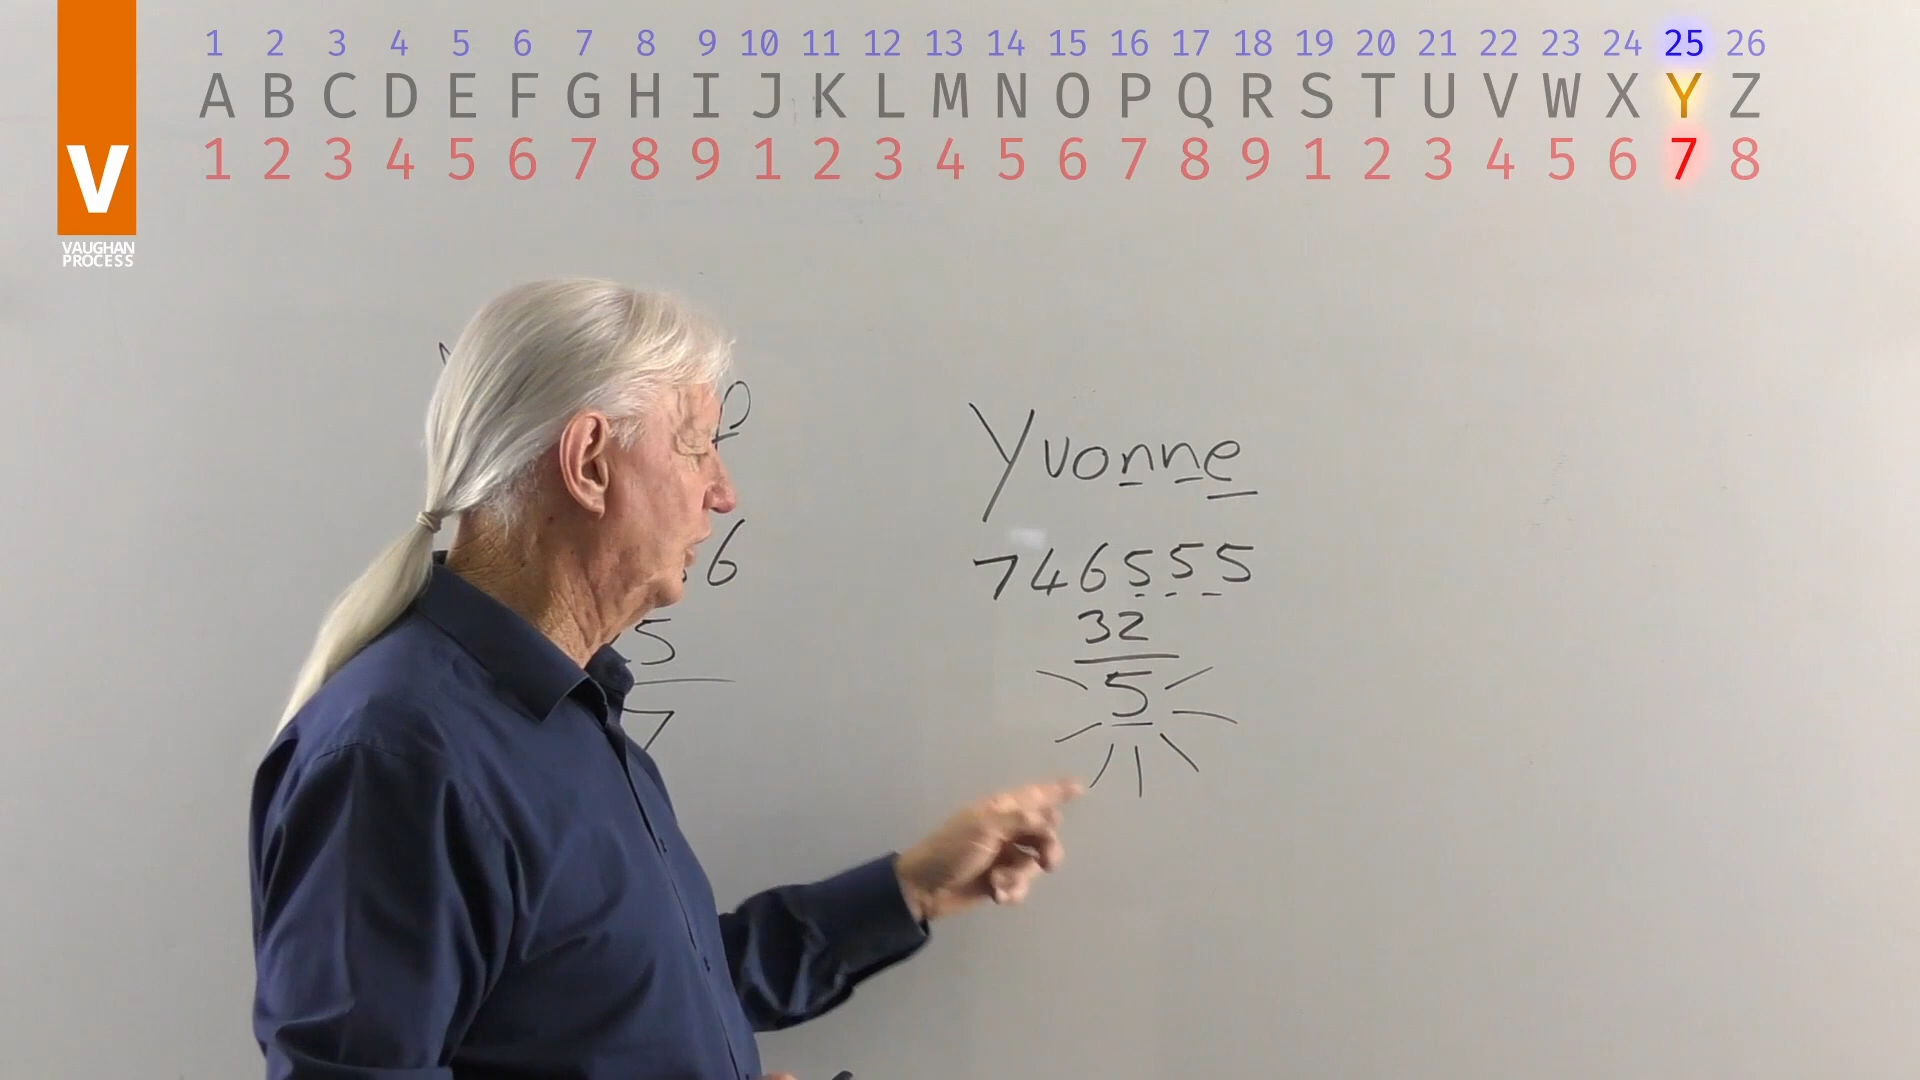 1 2 3 4 5 6 7 8 9 10 11 12 13 14 15 16 17 18 19 20 21 22 23 24 25 26
A B C D E F G H I J K L M N O P Q R S T U V W X Y Z
1 2 3 4 5 6 7 8 9 1 2 3 4 5 6 7 8 9 1 2 3 4 5 6 7 8
V
VAUGHAN
PROCESS
Yvonne
6
746555
5
32
7
5